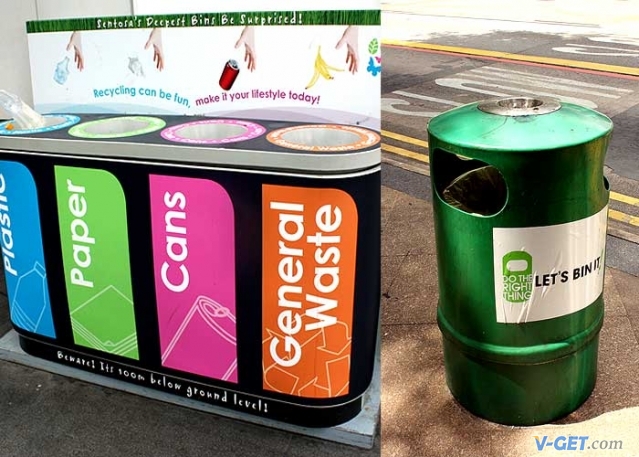 Sentosa's Deepest Bins Be Surprised!
Recycling can be fun, make it your lifestyle today!
Plastic
Paper
Cans
General
Waste
Beware! Its 500m below ground level!
DO THE
RIGHT
THING
LET'S BIN IT
V-GET.com